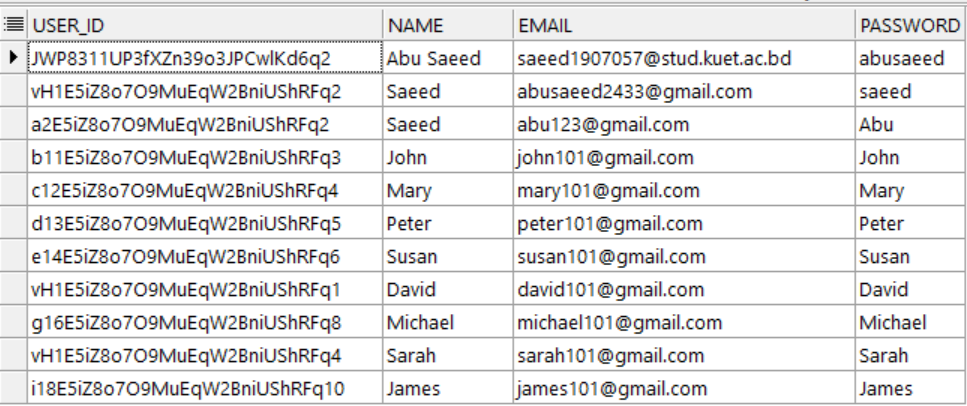 USER_ID NAME EMAIL PASSWORD
JWP8311UP3fXZn39o3JPCwlKd6q2 Abu Saeed saeed1907057@stud.kuet.ac.bd abusaeed
vH1E5iZ8o7O9MuEqW2BniUShRFq2 Saeed abusaeed2433@gmail.com saeed
a2E5iZ8o7O9MuEqW2BniUShRFq2 Saeed abu123@gmail.com Abu
b11E5iZ8o7O9MuEqW2BniUShRFq3 John john101@gmail.com John
c12E5iZ8o7O9MuEqW2BniUShRFq4 Mary mary101@gmail.com Mary
d13E5iZ8o7O9MuEqW2BniUShRFq5 Peter peter101@gmail.com Peter
e14E5iZ8o7O9MuEqW2BniUShRFq6 Susan susan101@gmail.com Susan
vH1E5iZ8o7O9MuEqW2BniUShRFq1 David david101@gmail.com David
g16E5iZ8o7O9MuEqW2BniUShRFq8 Michael michael101@gmail.com Michael
vH1E5iZ8o7O9MuEqW2BniUShRFq4 Sarah sarah101@gmail.com Sarah
i18E5iZ8o7O9MuEqW2BniUShRFq10 James james101@gmail.com James